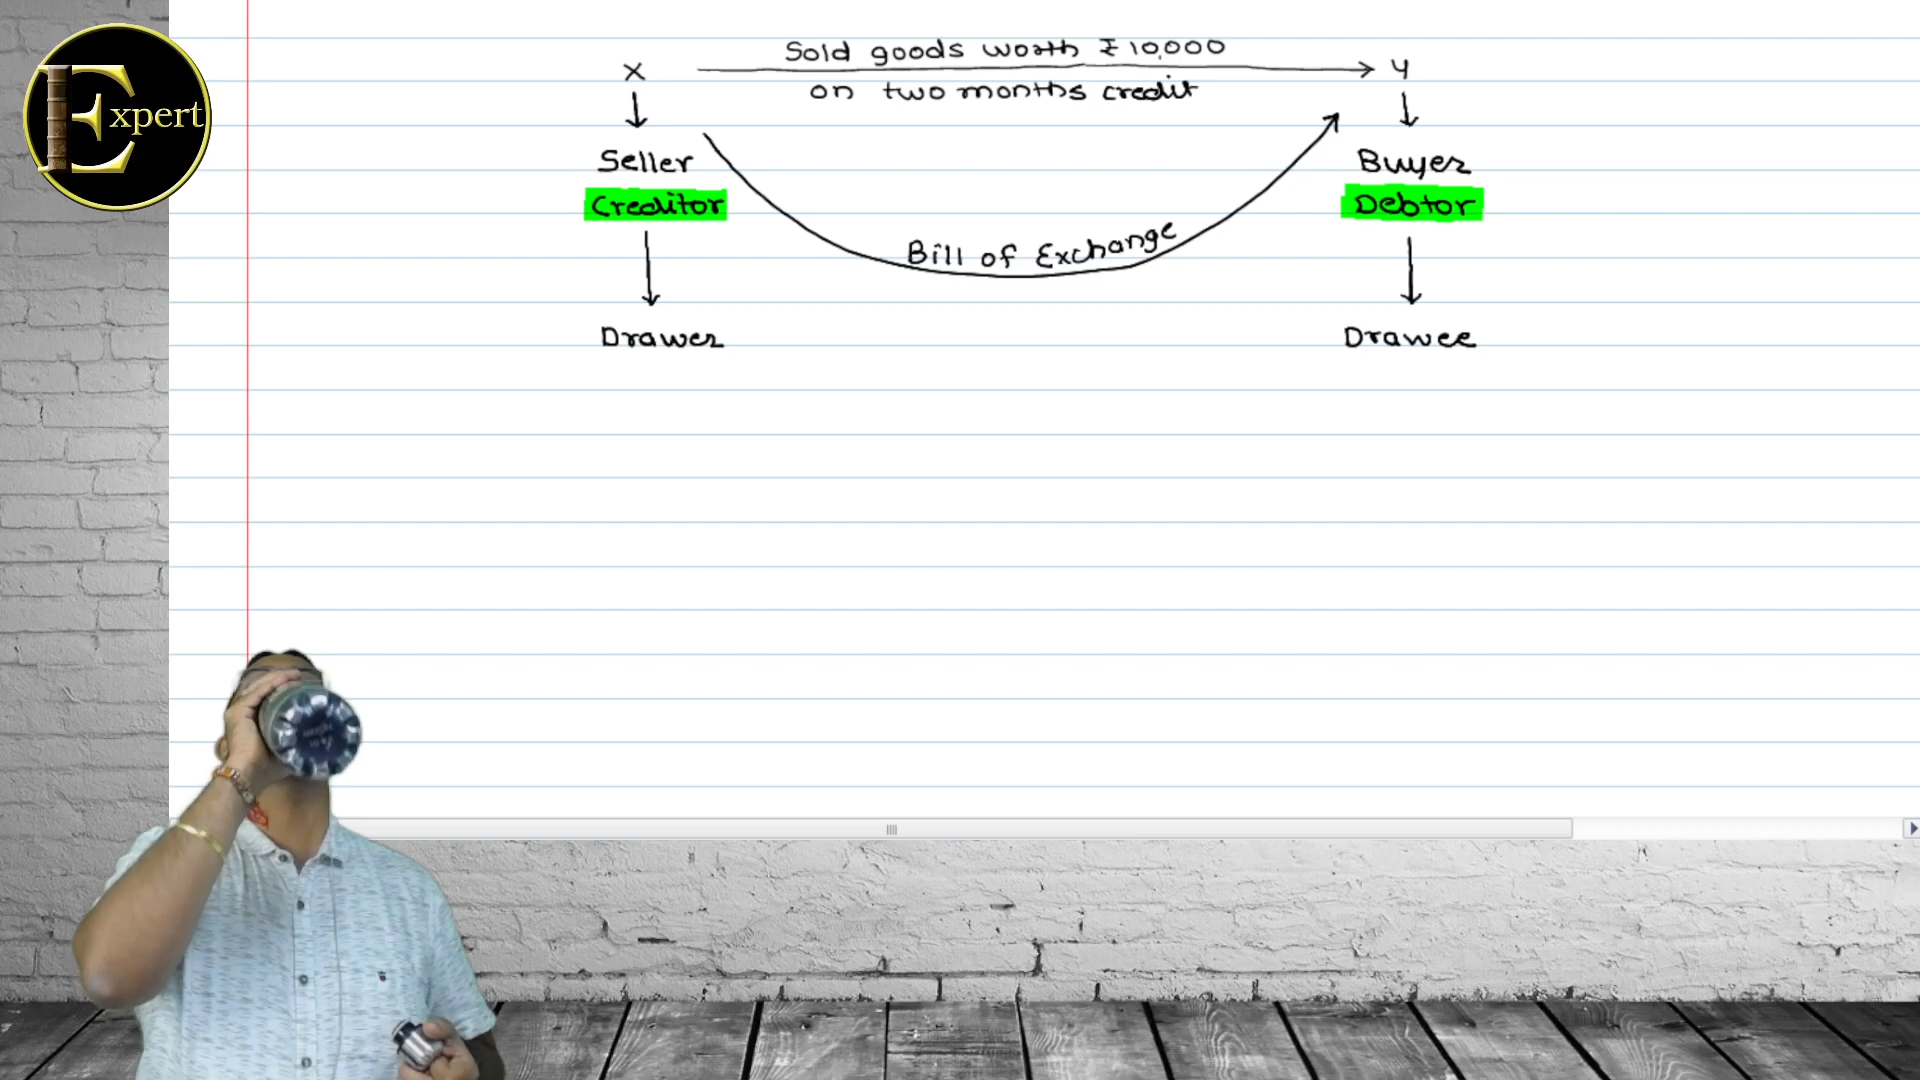 Expert
Sold goods worth ₹10,000
X
Y
on two months credit
Seller
Buyer
Creditor
Debtor
Bill of Exchange
Drawer
Drawee